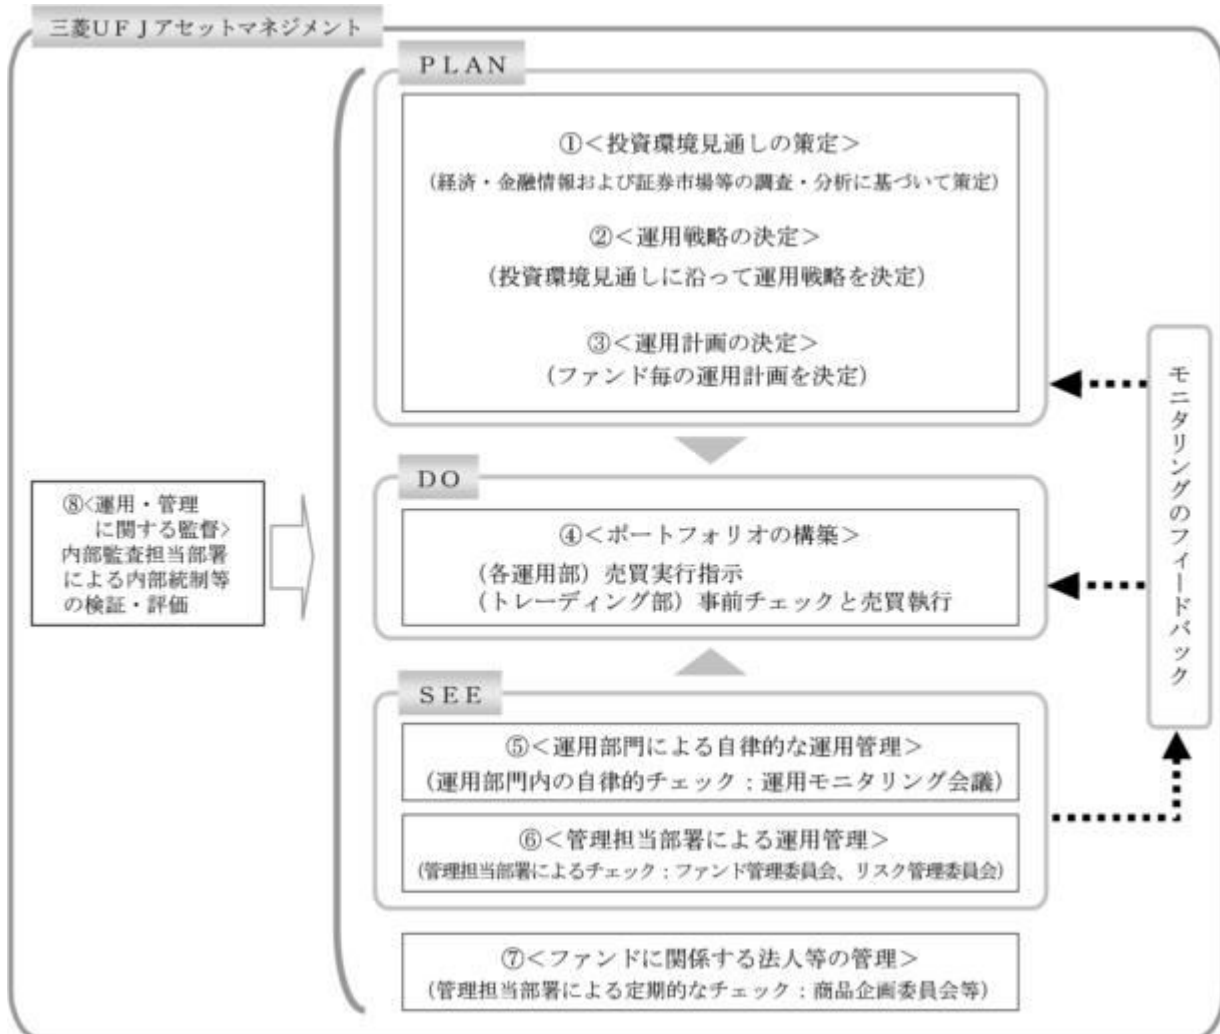 三菱ＵＦＪアセットマネジメント
ＰＬＡＮ
①＜投資環境見通しの策定＞
（経済・金融情報および証券市場等の調査・分析に基づいて策定）
②＜運用戦略の決定＞
（投資環境見通しに沿って運用戦略を決定）
③＜運用計画の決定＞
（ファンド毎の運用計画を決定）
ＤＯ
④＜ポートフォリオの構築＞
（各運用部）売買実行指示
（トレーディング部）事前チェックと売買執行
ＳＥＥ
⑤＜運用部門による自律的な運用管理＞
（運用部門内の自律的チェック：運用モニタリング会議）
⑥＜管理担当部署による運用管理＞
（管理担当部署によるチェック：ファンド管理委員会、リスク管理委員会）
⑦＜ファンドに関係する法人等の管理＞
（管理担当部署による定期的なチェック：商品企画委員会等）
⑧<運用・管理
に関する監督>
内部監査担当部署
による内部統制等
の検証・評価
モニタリングのフィードバック